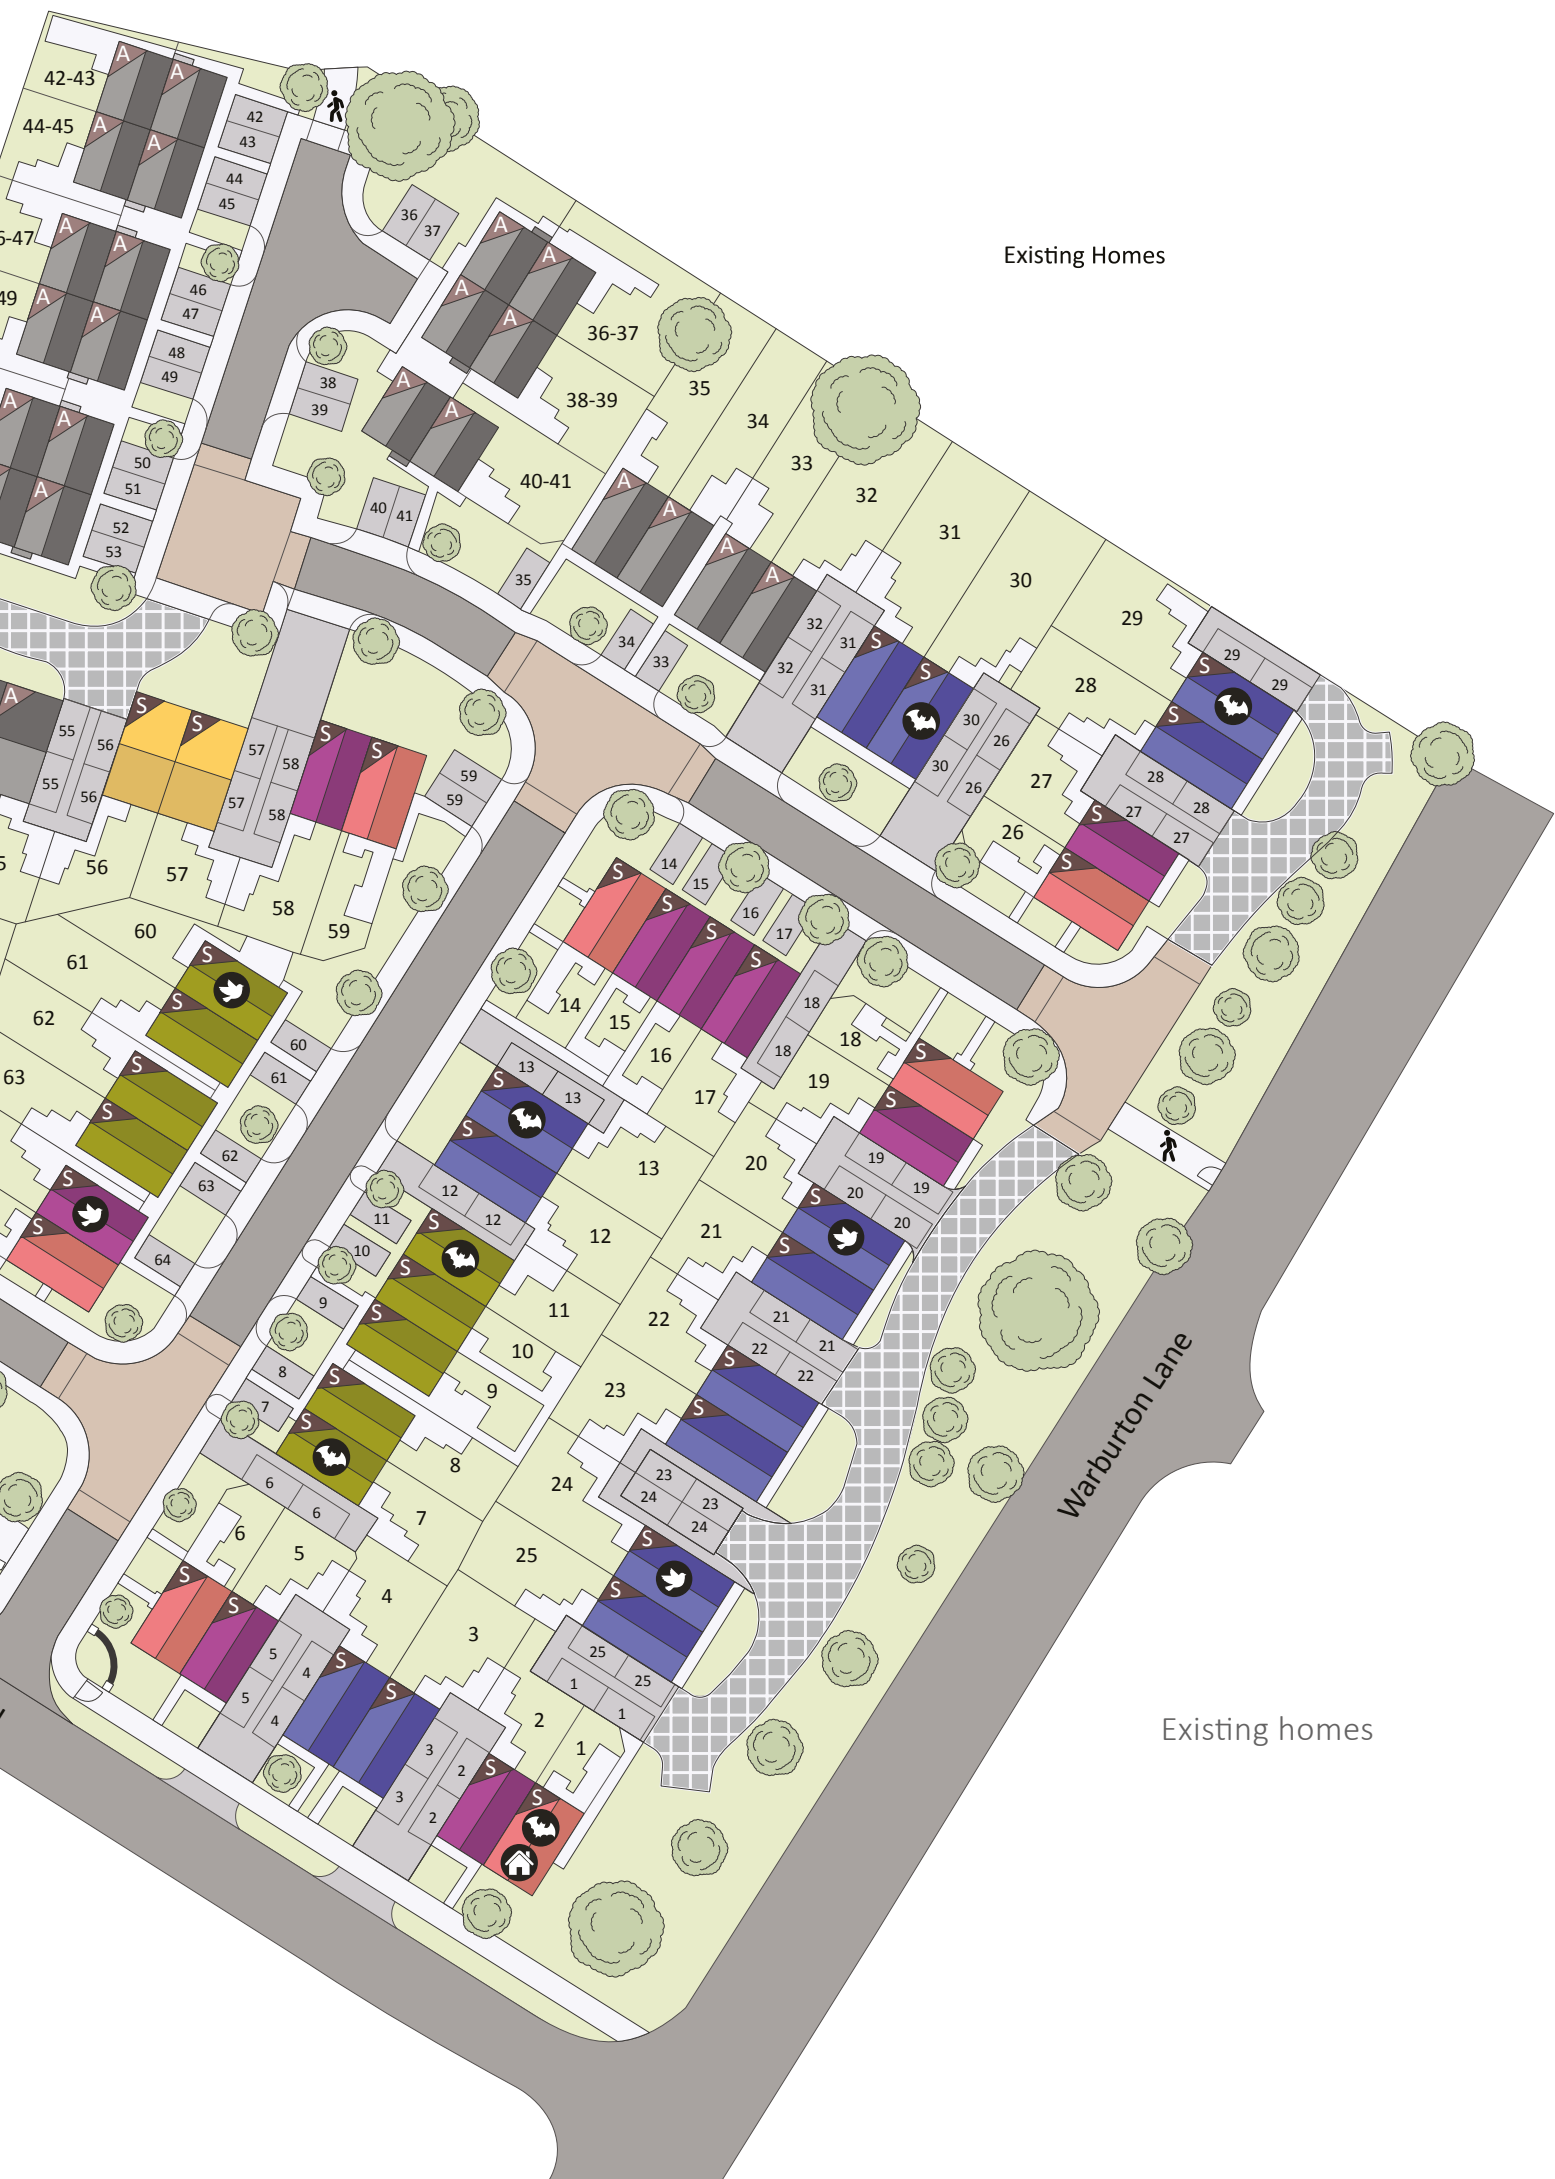 A
A
42-43
42
43
44-45
A
A
44
45
36
37
A
A
-47
A
A
46
47
A
A
36-37
49
A
A
48
49
38
39
A
A
38-39
35
34
33
32
31
30
29
40-41
A
A
50
51
40
41
A
A
A
52
53
35
A
A
34
33
32
31
32
31
S
S
28
29
29
S
S
A
55
56
55
56
S
S
57
58
57
58
S
S
59
59
30
26
30
26
27
26
28
28
27
27
S
S
56
57
58
59
60
61
62
63
S
S
60
61
S
S
62
63
S
S
64
14
15
16
17
S
S
S
S
14
15
16
17
18
18
18
19
S
S
13
13
S
S
13
20
19
19
20
20
12
12
12
21
S
S
11
10
S
S
S
11
10
9
9
22
21
21
22
22
8
7
S
S
8
7
23
S
S
24
23
23
24
24
6
6
6
5
S
S
4
25
S
S
3
25
25
1
1
5
4
5
4
S
S
2
1
3
2
3
2
S
S
Existing Homes
Warburton Lane
Existing homes